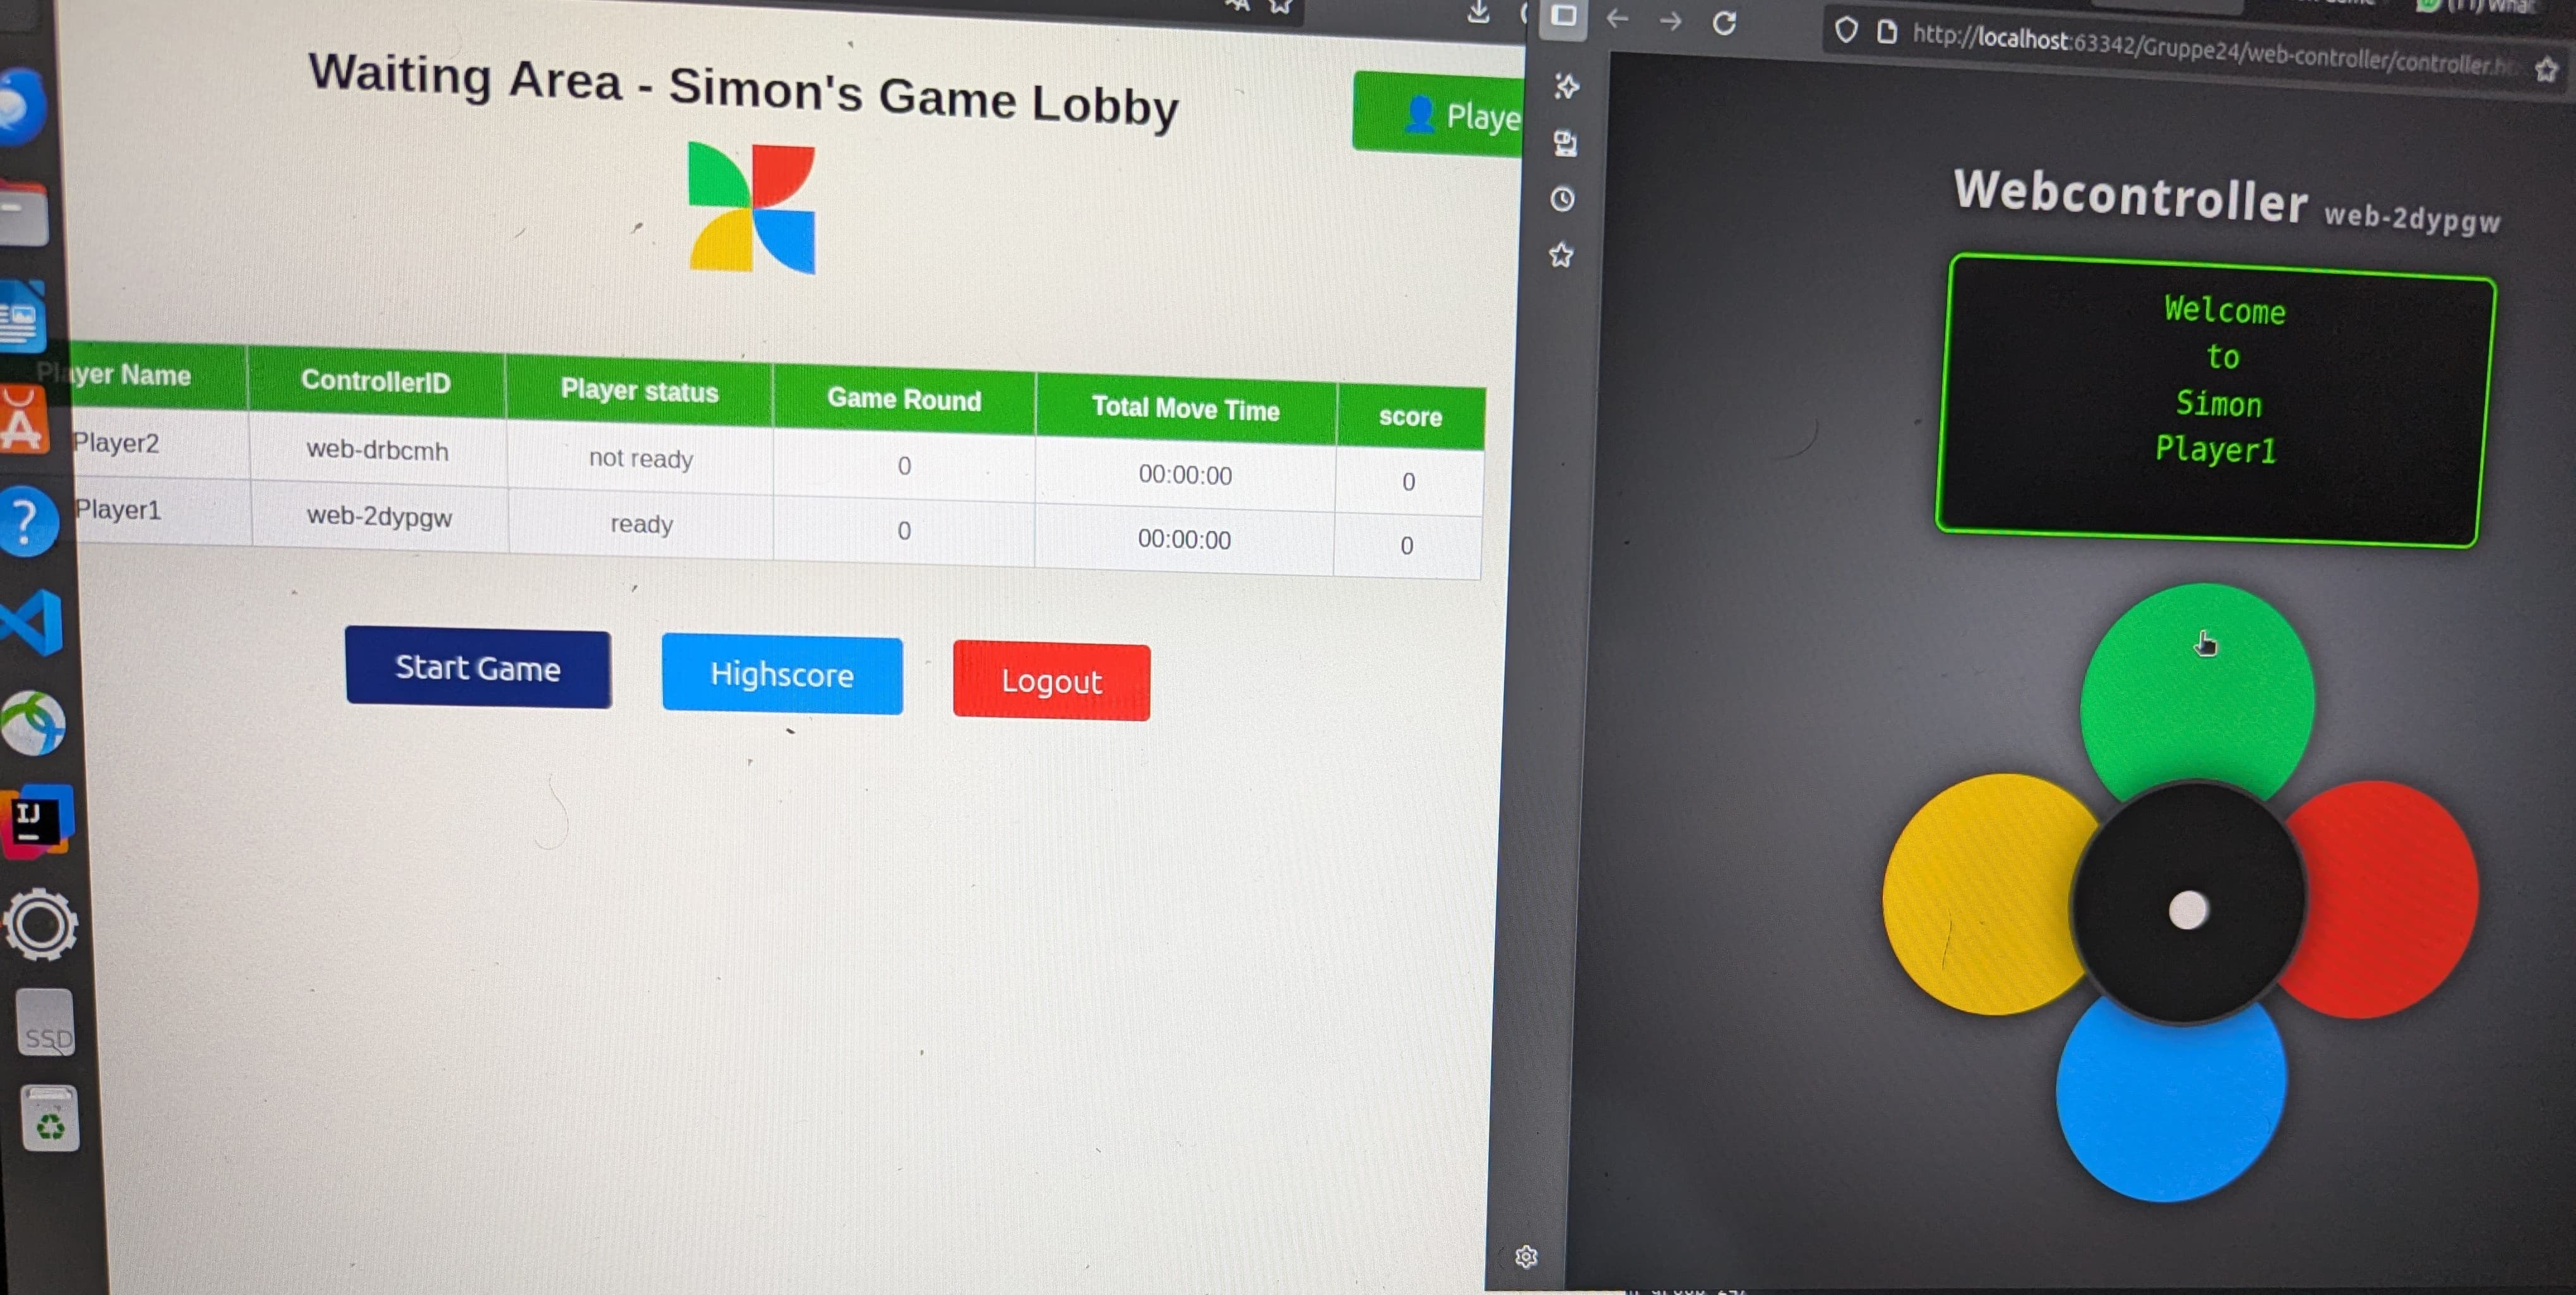 Waiting Area - Simon's Game Lobby
Playe
Player Name
ControllerID
Player status
Game Round
Total Move Time
score
Player2
web-drbcmh
not ready
0
00:00:00
0
Player1
web-2dypgw
ready
0
00:00:00
0
Start Game
Highscore
Logout
A
?
IJ
SSD
http://localhost:63342/Gruppe24/web-controller/controller.h
Webcontroller web-2dypgw
Welcome
to
Simon
Player1